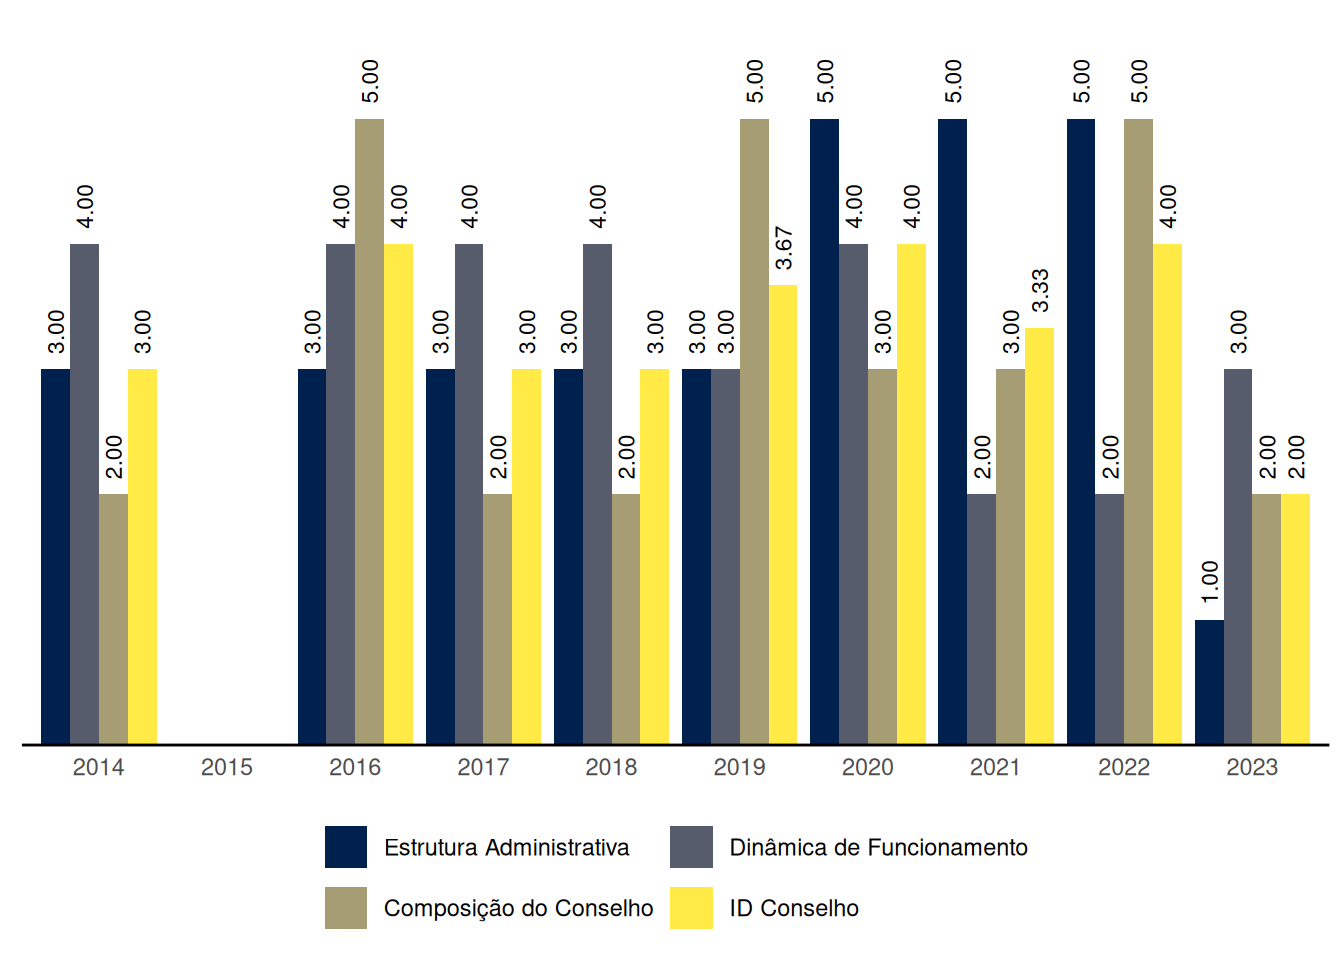 3.00 4.00 2.00 3.00
3.00 4.00 5.00 4.00
3.00 4.00 2.00 3.00
3.00 4.00 2.00 3.00
3.00 3.00 5.00 3.67
5.00 4.00 3.00 4.00
5.00 2.00 3.00 3.33
5.00 2.00 5.00 4.00
1.00 3.00 2.00 2.00
2014 2015 2016 2017 2018 2019 2020 2021 2022 2023
Estrutura Administrativa Dinâmica de Funcionamento
Composição do Conselho ID Conselho